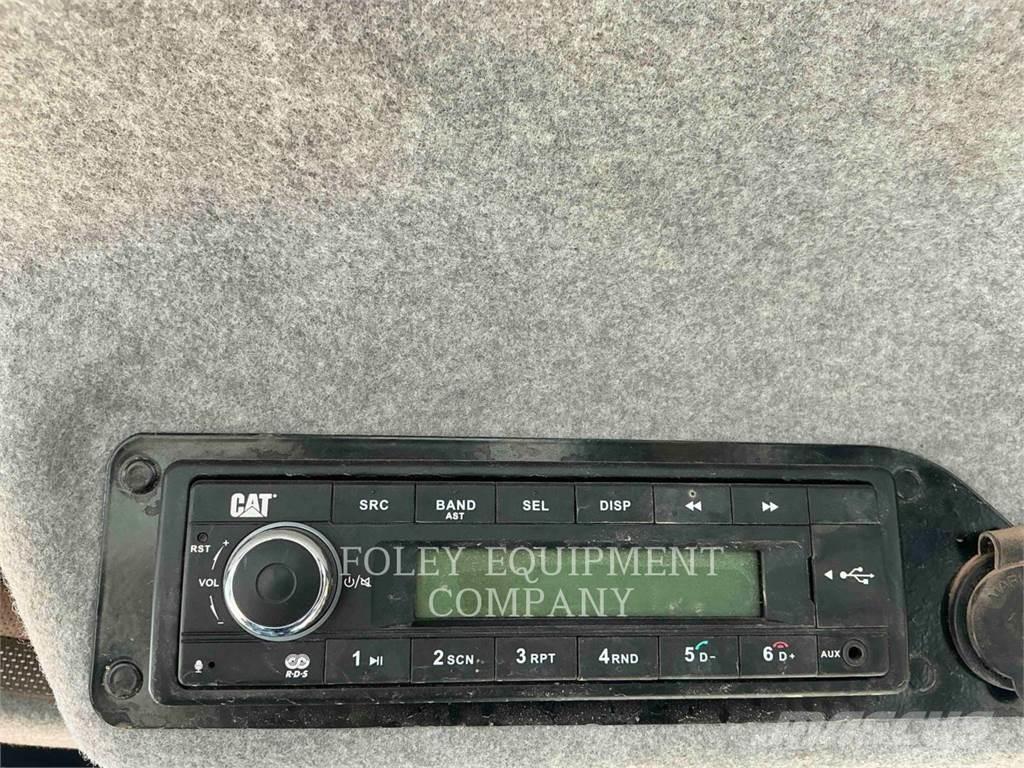 CAT
SRC
BAND
AST
SEL
DISP
RST
VOL
FOLEY EQUIPMENT
COMPANY
R·D·S
1
2 SCN
3 RPT
4 RND
5 D-
6 D+
AUX
MASCUS